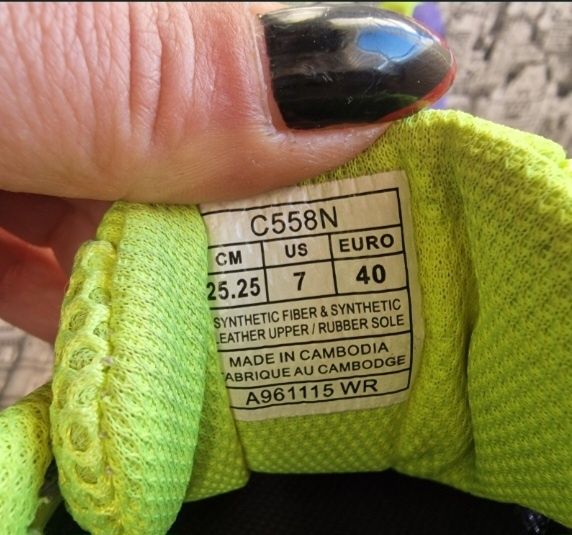 C558N
CM US EURO
25.25 7 40
SYNTHETIC FIBER & SYNTHETIC
LEATHER UPPER / RUBBER SOLE
MADE IN CAMBODIA
FABRIQUE AU CAMBODGE
A961115 WR